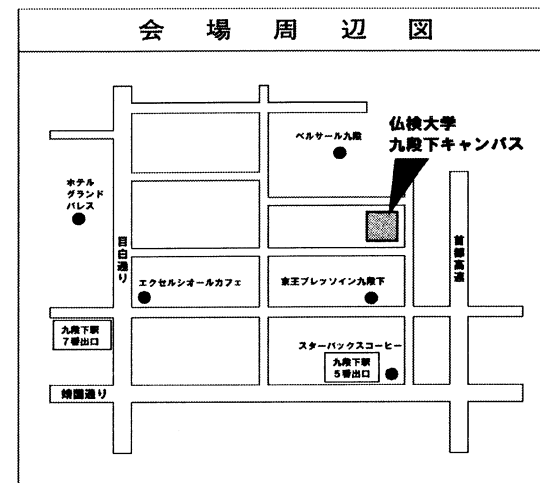 会場周辺図
仏検大学
九段下キャンパス
ベルサール九段
ホテル
グランド
パレス
目白通り
首都高速
エクセルシオールカフェ
京王プレッソイン九段下
九段下駅
7番出口
スターバックスコーヒー
九段下駅
5番出口
靖国通り